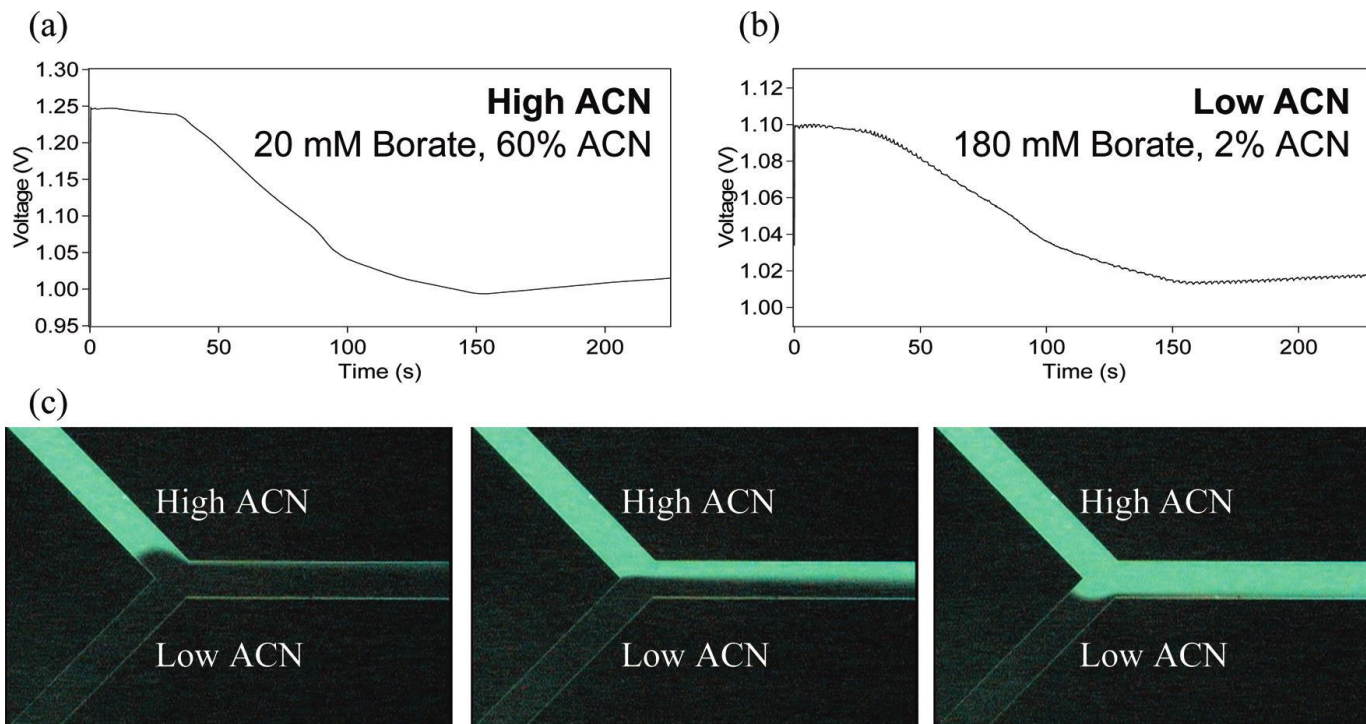 (a)
1.30
1.25
1.20
1.15
1.10
1.05
1.00
0.95
Voltage (V)
High ACN
20 mM Borate, 60% ACN
0 50 100 150 200
Time (s)
(b)
1.12
1.10
1.08
1.06
1.04
1.02
1.00
Voltage (V)
Low ACN
180 mM Borate, 2% ACN
0 50 100 150 200
Time (s)
(c)
High ACN
Low ACN
High ACN
Low ACN
High ACN
Low ACN